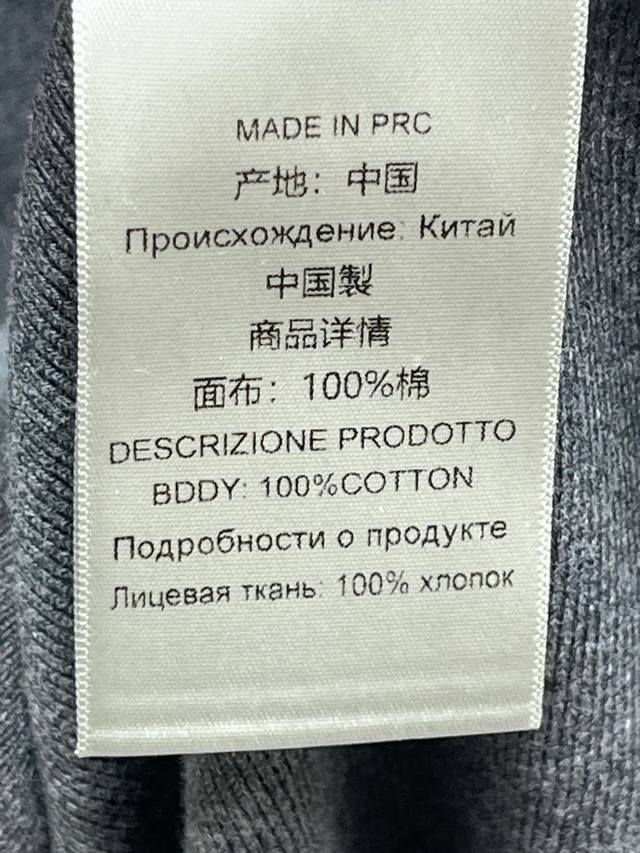 MADE IN PRC
产地：中国
Происхождение: Китай
中国製
商品详情
面布：100%棉
DESCRIZIONE PRODOTTO
BDDY: 100%COTTON
Подробности о продукте
Лицевая ткань: 100% хлопок